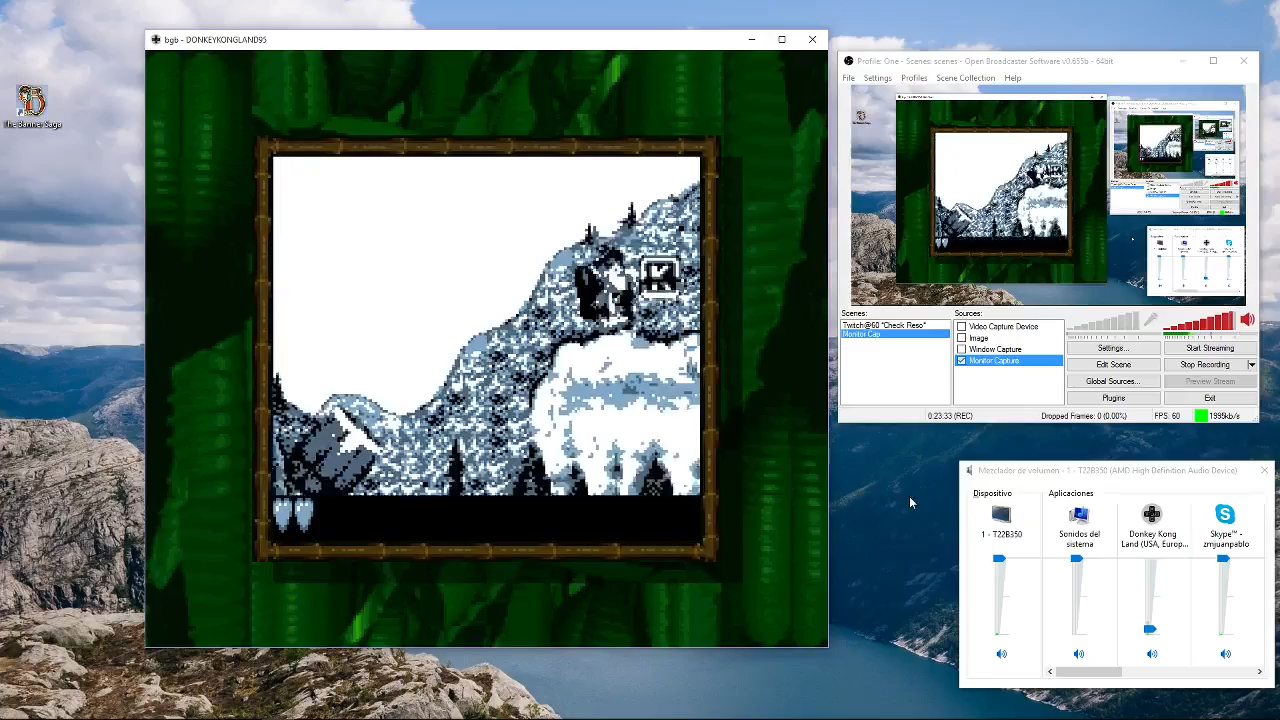 The Banner Saga
bgb - DONKEYKONGLAND95
K
Profile: One - Scenes: scenes - Open Broadcaster Software v0.655b - 64bit
File Settings Profiles Scene Collection Help
Scenes:
Twitch@60 "Check Reso"
Monitor Cap
Sources:
Video Capture Device
Image
Window Capture
Monitor Capture
Settings... Start Streaming
Edit Scene Stop Recording
Global Sources... Preview Stream
Plugins Exit
0:23:33 (REC) Dropped Frames: 0 (0.00%) FPS: 60 1995kb/s
Mezclador de volumen - 1 - T22B350 (AMD High Definition Audio Device)
Dispositivo Aplicaciones
1 - T22B350
Sonidos del
sistema
Donkey Kong
Land (USA, Europ...
Skype™ -
zmjuanpablo